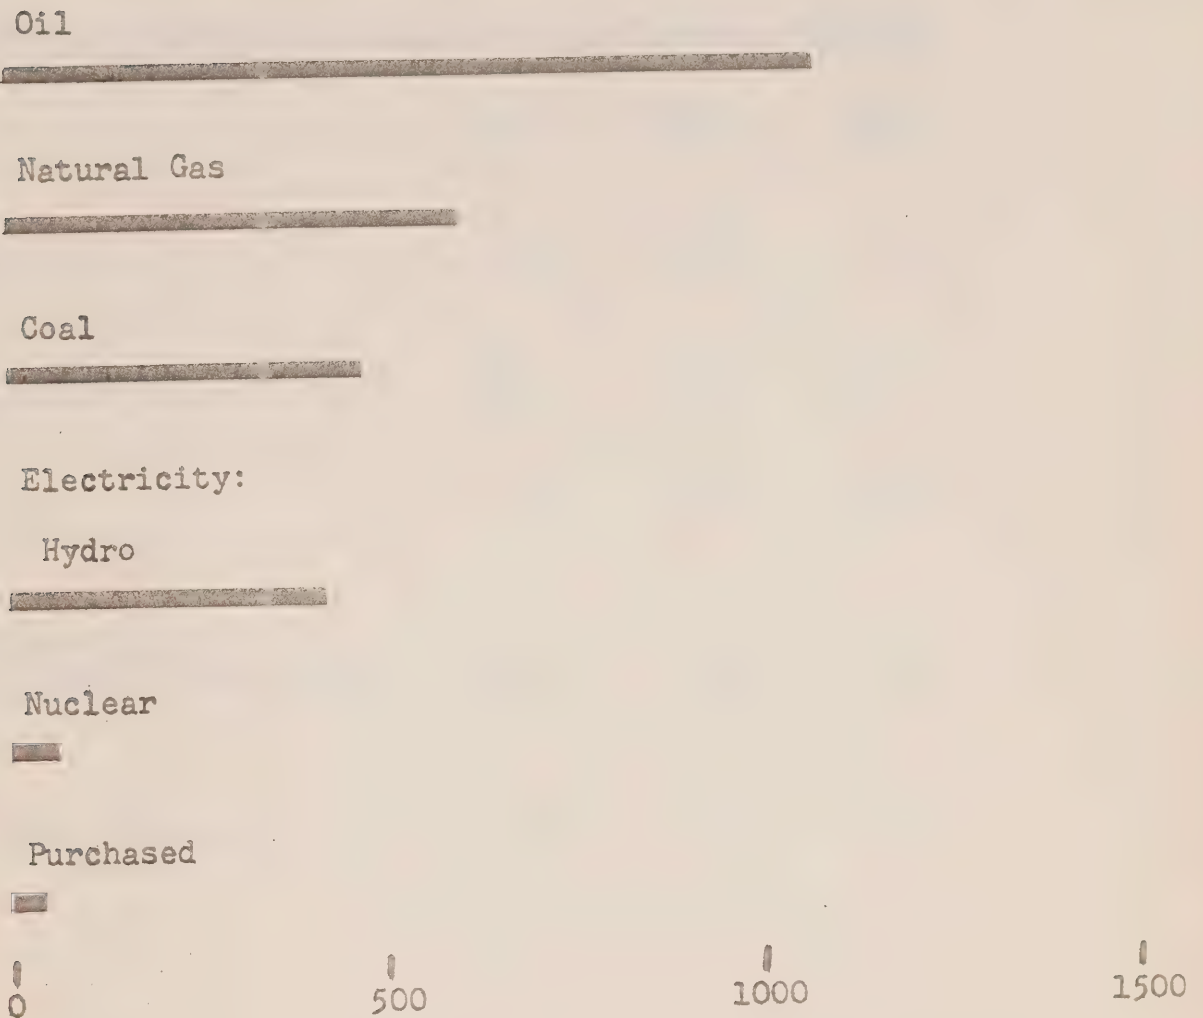 Oil
Natural Gas
Coal
Electricity:
Hydro
Nuclear
Purchased
0 500 1000 1500